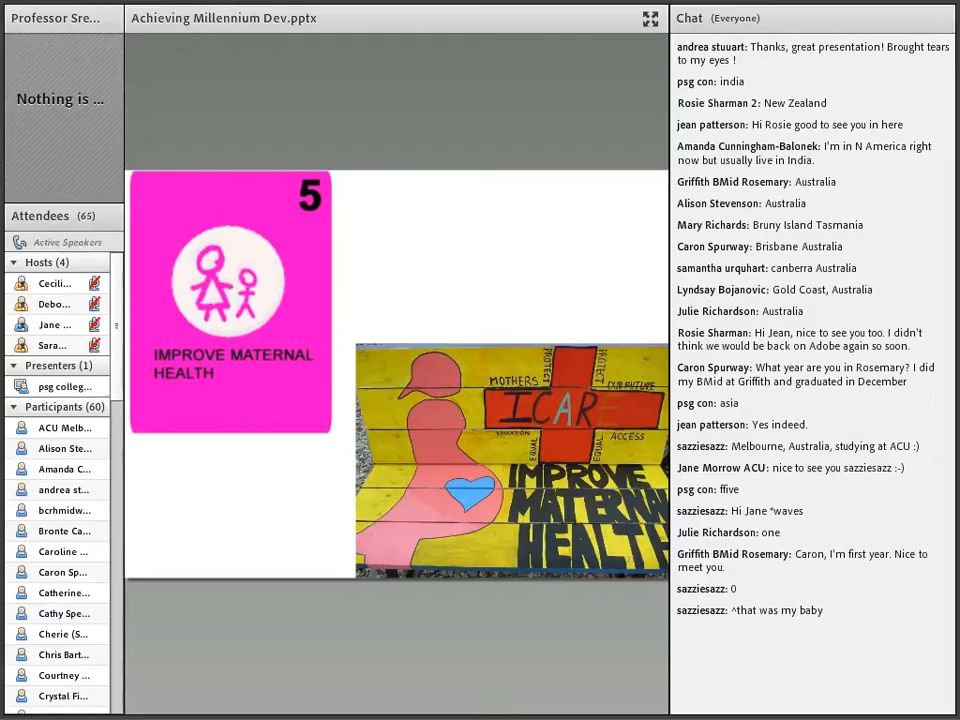 Professor Sre...
Nothing is ...
Attendees (65)
Active Speakers
Hosts (4)
Cecili...
Debo...
Jane ...
Sara...
Presenters (1)
psg colleg...
Participants (60)
ACU Melb...
Alison Ste...
Amanda C...
andrea st...
bcrhmidw...
Bronte Ca...
Caroline ...
Caron Sp...
Catherine...
Cathy Spe...
Cherie (S...
Chris Bart...
Courtney ...
Crystal Fi...
Achieving Millennium Dev.pptx
5
IMPROVE MATERNAL
HEALTH
MOTHERS
PROTECT
PROTECT
OUR FUTURE
I CARE
EDUCATION
EQUAL
EQUAL
ACCESS
IMPROVE
MATERNA
HEALTH
Chat (Everyone)
andrea stuuart: Thanks, great presentation! Brought tears
to my eyes !
psg con: india
Rosie Sharman 2: New Zealand
jean patterson: Hi Rosie good to see you in here
Amanda Cunningham-Balonek: I'm in N America right
now but usually live in India.
Griffith BMid Rosemary: Australia
Alison Stevenson: Australia
Mary Richards: Bruny Island Tasmania
Caron Spurway: Brisbane Australia
samantha urquhart: canberra Australia
Lyndsay Bojanovic: Gold Coast, Australia
Julie Richardson: Australia
Rosie Sharman: Hi Jean, nice to see you too. I didn't
think we would be back on Adobe again so soon.
Caron Spurway: What year are you in Rosemary? I did
my BMid at Griffith and graduated in December
psg con: asia
jean patterson: Yes indeed.
sazziesazz: Melbourne, Australia, studying at ACU :)
Jane Morrow ACU: nice to see you sazziesazz :-)
psg con: ffive
sazziesazz: Hi Jane *waves
Julie Richardson: one
Griffith BMid Rosemary: Caron, I'm first year. Nice to
meet you.
sazziesazz: 0
sazziesazz: ^that was my baby